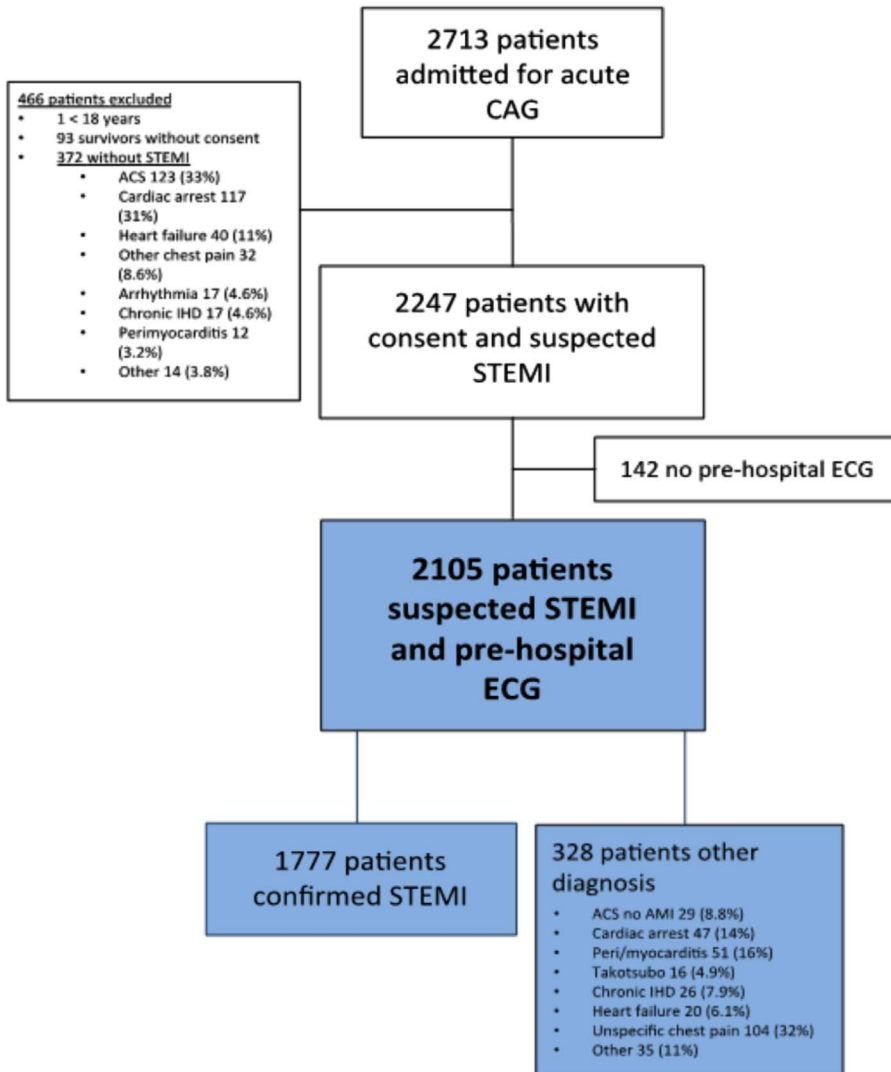 2713 patients
admitted for acute
CAG
466 patients excluded
• 1 < 18 years
• 93 survivors without consent
• 372 without STEMI
• ACS 123 (33%)
• Cardiac arrest 117
(31%)
• Heart failure 40 (11%)
• Other chest pain 32
(8.6%)
• Arrhythmia 17 (4.6%)
• Chronic IHD 17 (4.6%)
• Perimyocarditis 12
(3.2%)
• Other 14 (3.8%)
2247 patients with
consent and suspected
STEMI
142 no pre-hospital ECG
2105 patients
suspected STEMI
and pre-hospital
ECG
1777 patients
confirmed STEMI
328 patients other
diagnosis
• ACS no AMI 29 (8.8%)
• Cardiac arrest 47 (14%)
• Peri/myocarditis 51 (16%)
• Takotsubo 16 (4.9%)
• Chronic IHD 26 (7.9%)
• Heart failure 20 (6.1%)
• Unspecific chest pain 104 (32%)
• Other 35 (11%)